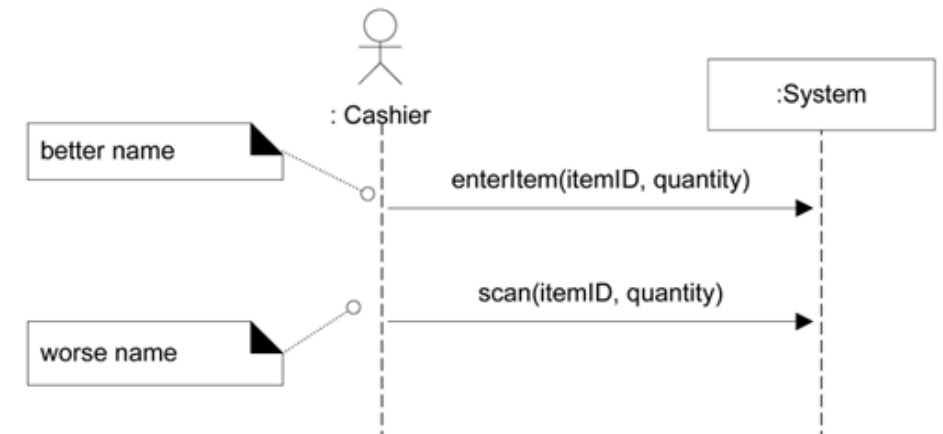 : Cashier
:System
better name
enterItem(itemID, quantity)
scan(itemID, quantity)
worse name